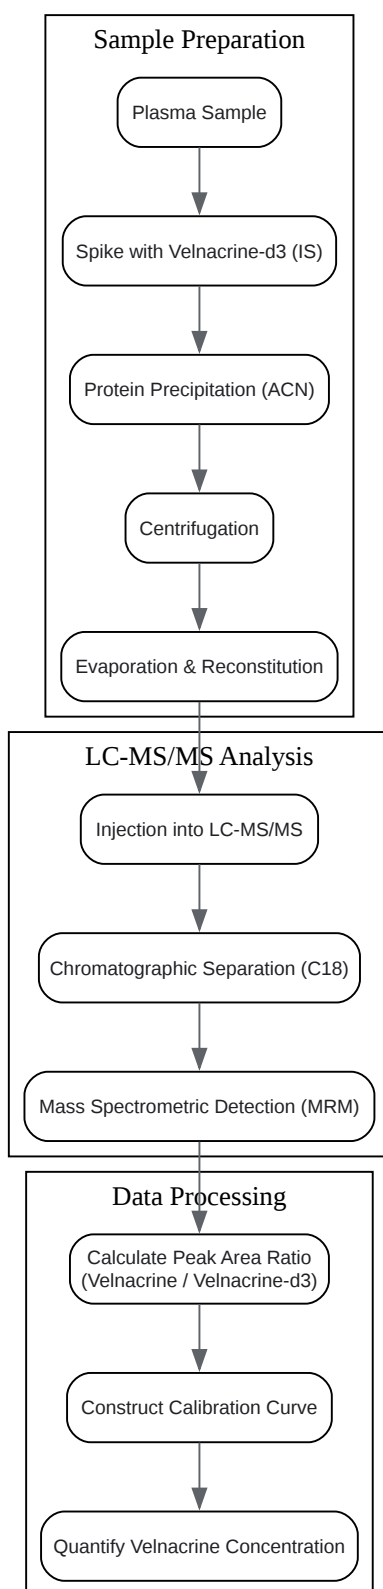 Sample Preparation
Plasma Sample
Spike with Velnacrine-d3 (IS)
Protein Precipitation (ACN)
Centrifugation
Evaporation & Reconstitution
LC-MS/MS Analysis
Injection into LC-MS/MS
Chromatographic Separation (C18)
Mass Spectrometric Detection (MRM)
Data Processing
Calculate Peak Area Ratio
(Velnacrine / Velnacrine-d3)
Construct Calibration Curve
Quantify Velnacrine Concentration